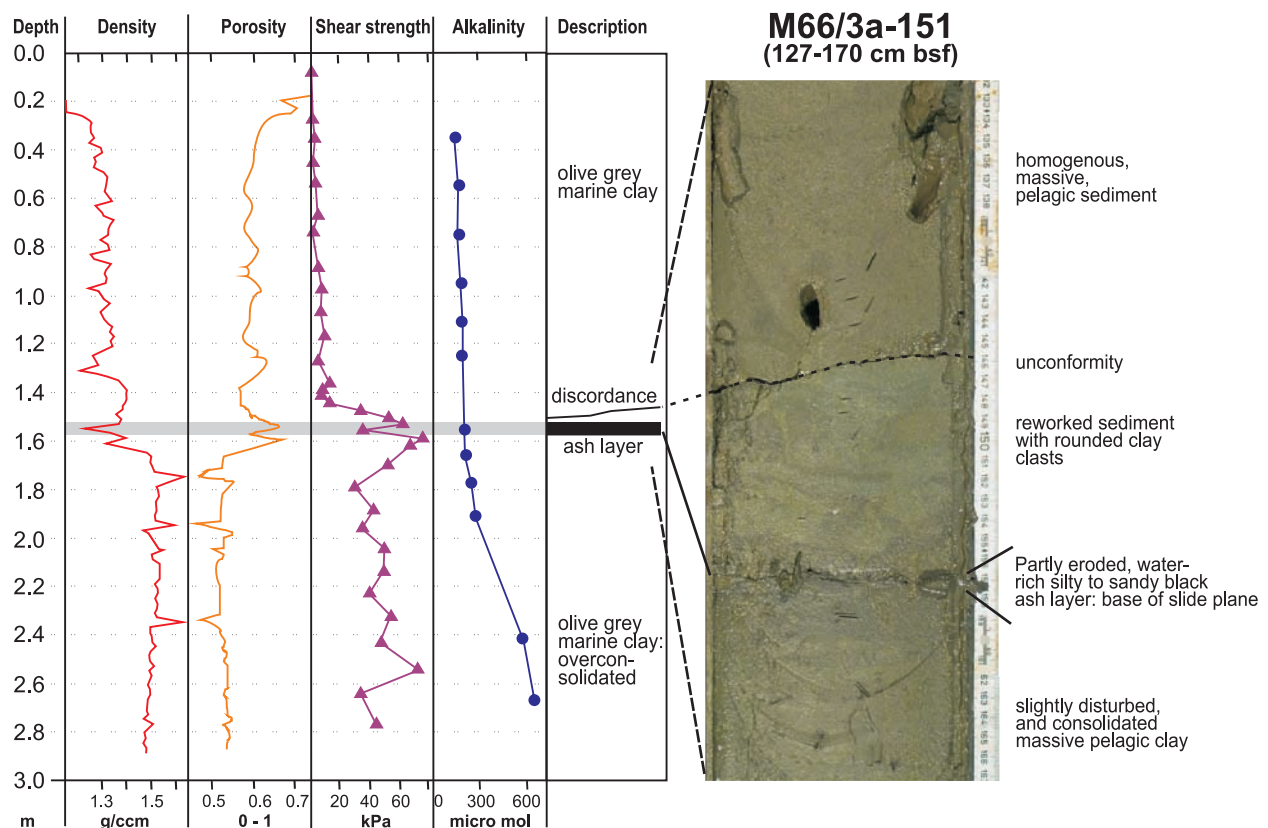 Depth Density Porosity Shear strength Alkalinity Description
M66/3a-151
(127-170 cm bsf)
0.0
0.2
0.4
0.6
0.8
1.0
1.2
1.4
1.6
1.8
2.0
2.2
2.4
2.6
2.8
3.0
olive grey
marine clay
discordance
ash layer
olive grey
marine clay:
overcon-
solidated
homogenous,
massive,
pelagic sediment
unconformity
reworked sediment
with rounded clay
clasts
Partly eroded, water-
rich silty to sandy black
ash layer: base of slide plane
slightly disturbed,
and consolidated
massive pelagic clay
1.3 1.5 0.5 0.6 0.7 20 40 60 0 300 600
m g/ccm 0 - 1 kPa micro mol